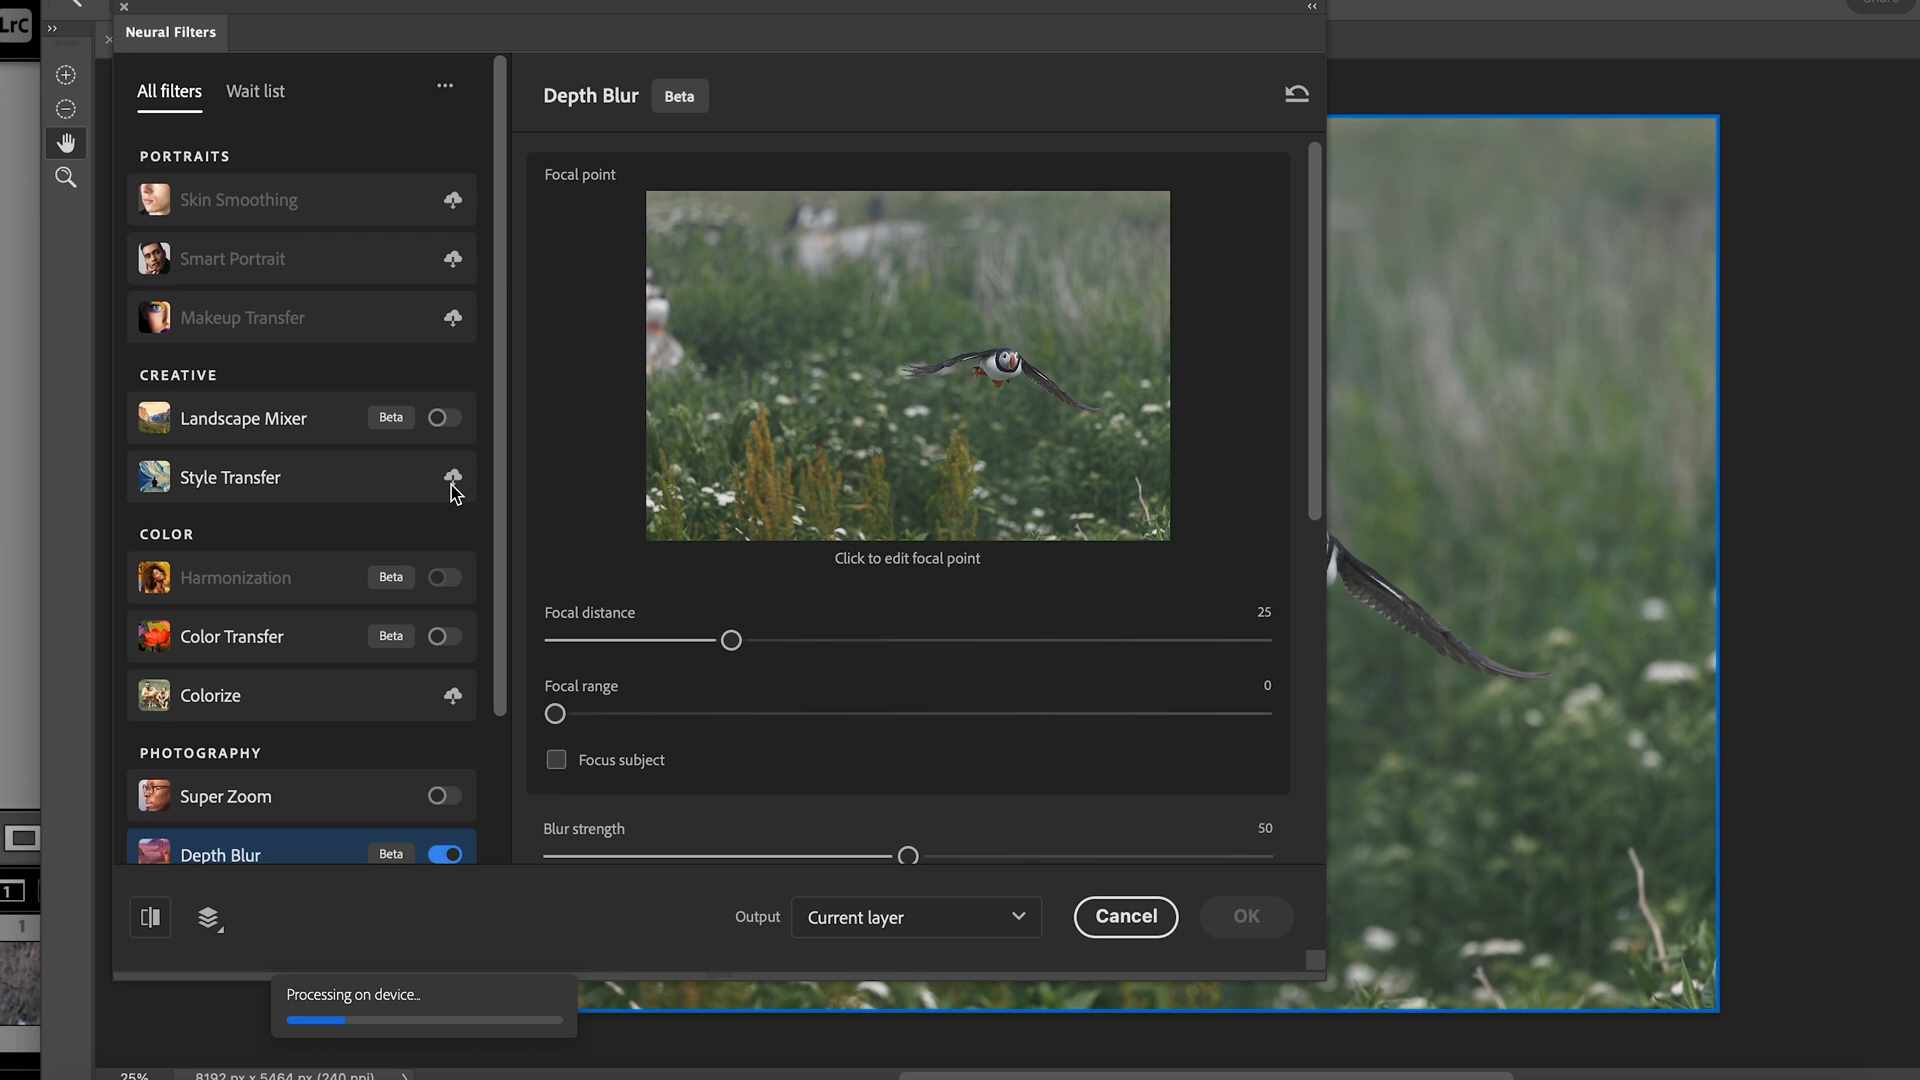 LrC
Share
Neural Filters
All filters
Wait list
Depth Blur
Beta
PORTRAITS
Skin Smoothing
Smart Portrait
Makeup Transfer
CREATIVE
Landscape Mixer
Beta
Style Transfer
COLOR
Harmonization
Beta
Color Transfer
Beta
Colorize
PHOTOGRAPHY
Super Zoom
Depth Blur
Beta
Focal point
Click to edit focal point
Focal distance
25
Focal range
0
Focus subject
Blur strength
50
Output
Current layer
Cancel
OK
1
1
Processing on device...
25%
8192 px x 5464 px (240 ppi)